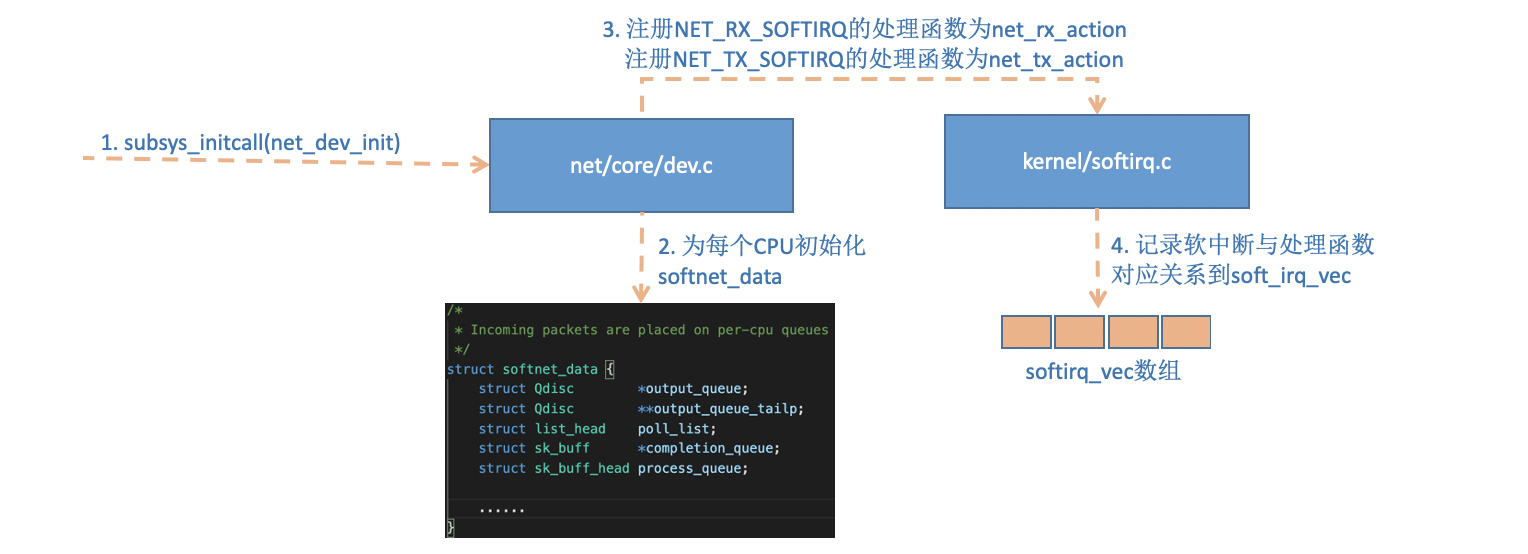 3. 注册NET_RX_SOFTIRQ的处理函数为net_rx_action
注册NET_TX_SOFTIRQ的处理函数为net_tx_action
1. subsys_initcall(net_dev_init)
net/core/dev.c
kernel/softirq.c
2. 为每个CPU初始化
softnet_data
4. 记录软中断与处理函数
对应关系到soft_irq_vec
/*
 * Incoming packets are placed on per-cpu queues
 */
struct softnet_data {
    struct Qdisc        *output_queue;
    struct Qdisc        **output_queue_tailp;
    struct list_head    poll_list;
    struct sk_buff      *completion_queue;
    struct sk_buff_head process_queue;
    ......
}
softirq_vec数组